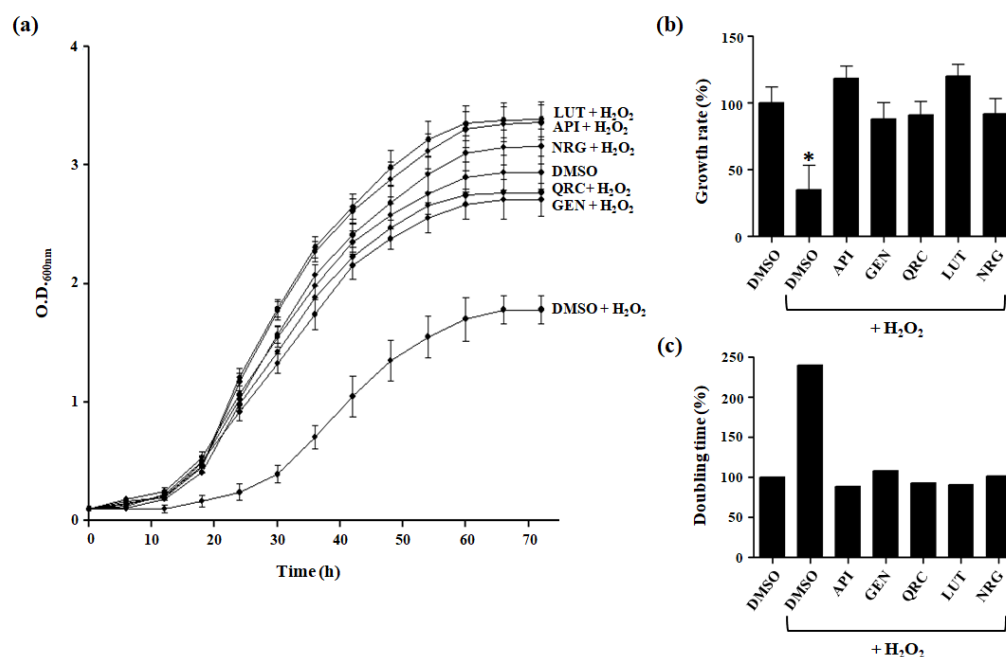 (a)
4
3
2
1
0
O.D.600nm
0
10
20
30
40
50
60
70
Time (h)
LUT + H₂O₂
API + H₂O₂
NRG + H₂O₂
DMSO
QRC + H₂O₂
GEN + H₂O₂
DMSO + H₂O₂
(b)
150
100
50
0
Growth rate (%)
*
DMSO
DMSO
API
GEN
QRC
LUT
NRG
+ H₂O₂
(c)
250
200
150
100
50
0
Doubling time (%)
DMSO
DMSO
API
GEN
QRC
LUT
NRG
+ H₂O₂